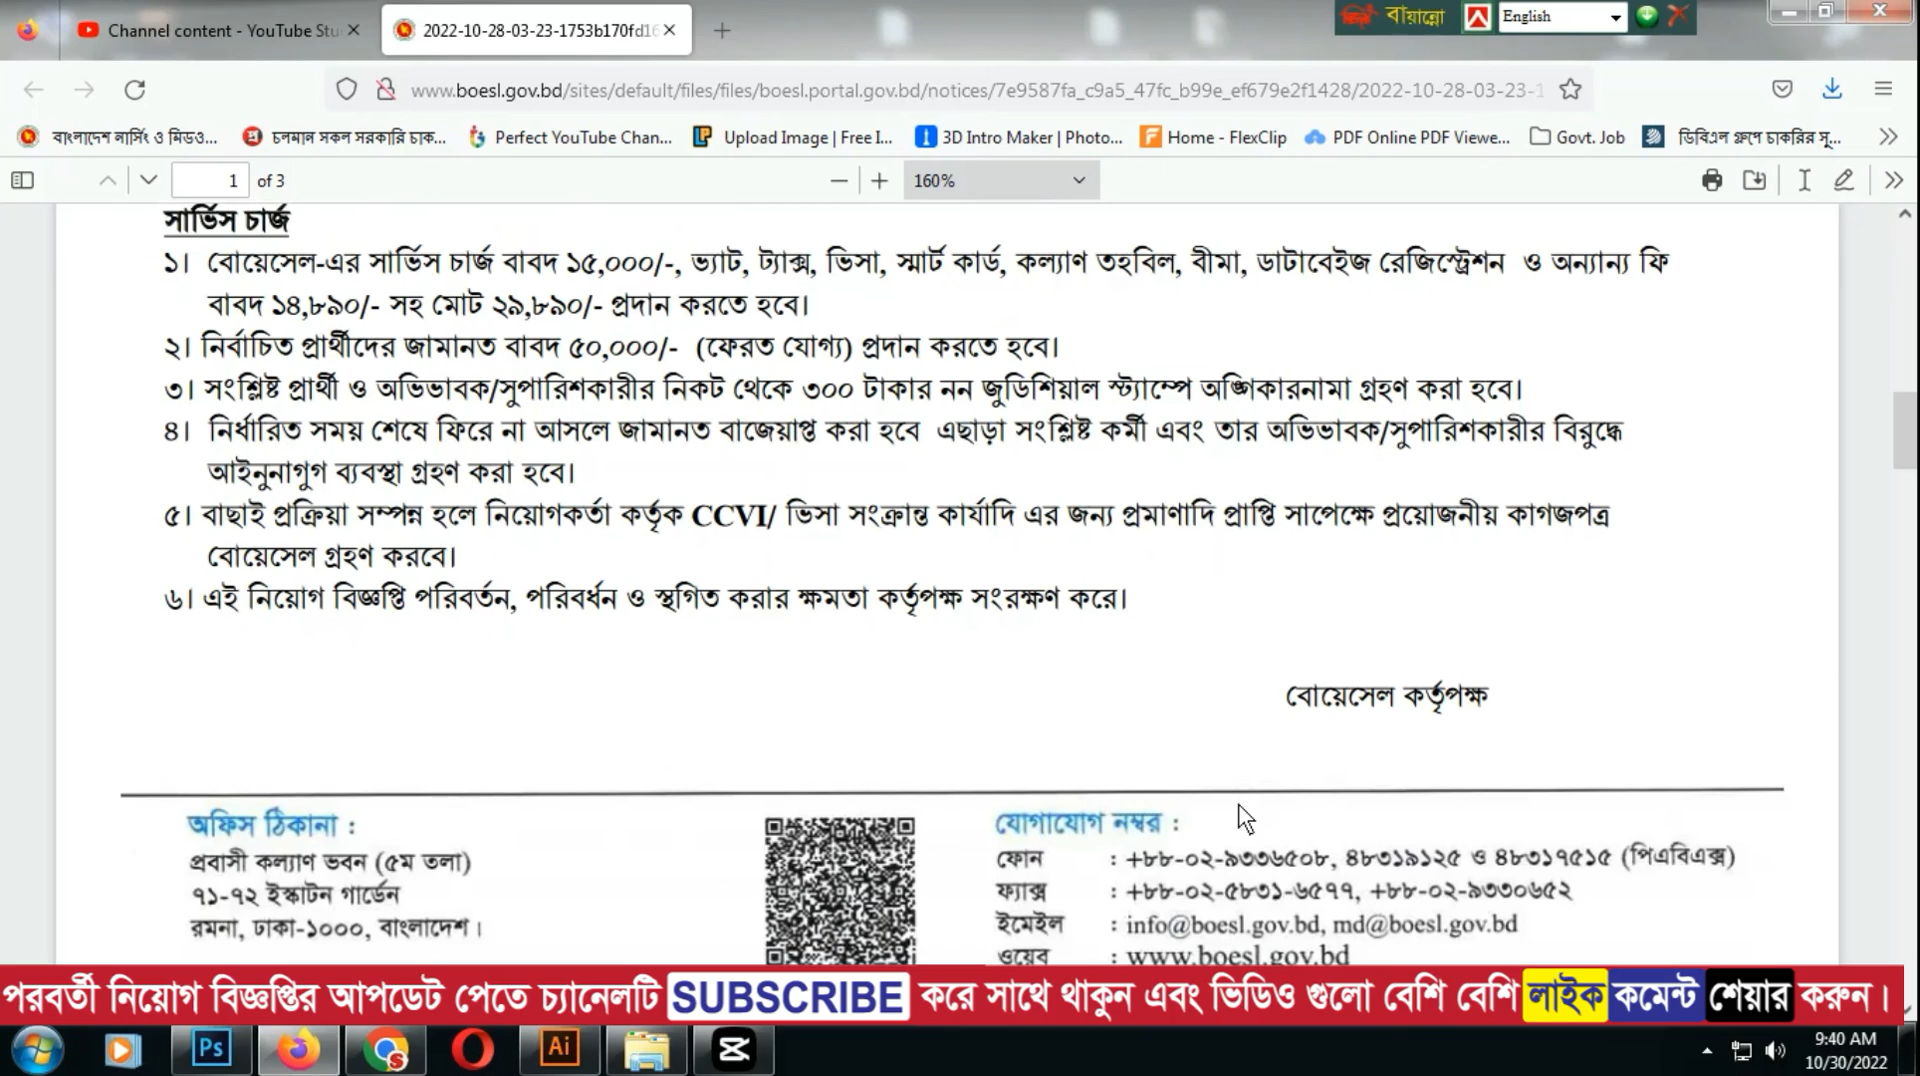 বায়ান্নো
English
Channel content - YouTube Stu
2022-10-28-03-23-1753b170fd16
www.boesl.gov.bd/sites/default/files/files/boesl.portal.gov.bd/notices/7e9587fa_c9a5_47fc_b99e_ef679e2f1428/2022-10-28-03-23-1
বাংলাদেশ নার্সিং ও মিডও...
চলমান সকল সরকারি চাক...
Perfect YouTube Chan...
Upload Image | Free I...
3D Intro Maker | Photo...
Home - FlexClip
PDF Online PDF Viewe...
Govt. Job
ডিবিএল গ্রুপে চাকরির সূ...
1 of 3
160%
সার্ভিস চার্জ
১। বোয়েসেল-এর সার্ভিস চার্জ বাবদ ১৫,০০০/-, ভ্যাট, ট্যাক্স, ভিসা, স্মার্ট কার্ড, কল্যাণ তহবিল, বীমা, ডাটাবেইজ রেজিস্ট্রেশন ও অন্যান্য ফি
বাবদ ১৪,৮৯০/- সহ মোট ২৯,৮৯০/- প্রদান করতে হবে।
২। নির্বাচিত প্রার্থীদের জামানত বাবদ ৫০,০০০/- (ফেরত যোগ্য) প্রদান করতে হবে।
৩। সংশ্লিষ্ট প্রার্থী ও অভিভাবক/সুপারিশকারীর নিকট থেকে ৩০০ টাকার নন জুডিশিয়াল স্ট্যাম্পে অঙ্গিকারনামা গ্রহণ করা হবে।
৪। নির্ধারিত সময় শেষে ফিরে না আসলে জামানত বাজেয়াপ্ত করা হবে এছাড়া সংশ্লিষ্ট কর্মী এবং তার অভিভাবক/সুপারিশকারীর বিরুদ্ধে
আইনুনাগুগ ব্যবস্থা গ্রহণ করা হবে।
৫। বাছাই প্রক্রিয়া সম্পন্ন হলে নিয়োগকর্তা কর্তৃক CCVI/ ভিসা সংক্রান্ত কার্যাদি এর জন্য প্রমাণাদি প্রাপ্তি সাপেক্ষে প্রয়োজনীয় কাগজপত্র
বোয়েসেল গ্রহণ করবে।
৬। এই নিয়োগ বিজ্ঞপ্তি পরিবর্তন, পরিবর্ধন ও স্থগিত করার ক্ষমতা কর্তৃপক্ষ সংরক্ষণ করে।
বোয়েসেল কর্তৃপক্ষ
অফিস ঠিকানা :
প্রবাসী কল্যাণ ভবন (৫ম তলা)
৭১-৭২ ইস্কাটন গার্ডেন
রমনা, ঢাকা-১০০০, বাংলাদেশ।
যোগাযোগ নম্বর :
ফোন : +৮৮-০২-৯৩৩৬৫০৮, ৪৮৩১৯১২৫ ও ৪৮৩১৭৫১৫ (পিএবিএক্স)
ফ্যাক্স : +৮৮-০২-৫৮৩১-৬৫৭৭, +৮৮-০২-৯৩৩০৬৫২
ইমেইল : info@boesl.gov.bd, md@boesl.gov.bd
ওয়েব : www.boesl.gov.bd
পরবর্তী নিয়োগ বিজ্ঞপ্তির আপডেট পেতে চ্যানেলটি SUBSCRIBE করে সাথে থাকুন এবং ভিডিও গুলো বেশি বেশি লাইক কমেন্ট শেয়ার করুন।
Ps
Ai
9:40 AM
10/30/2022